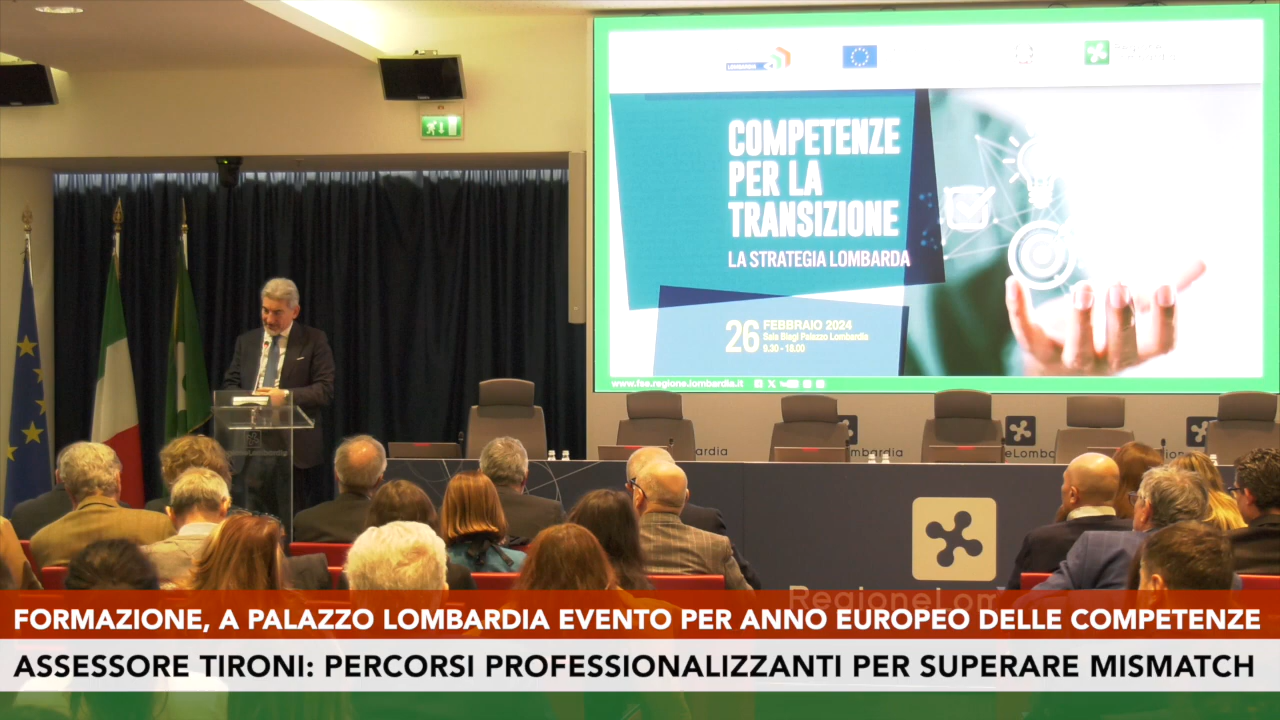 LOMBARDIA
COMPETENZE
PER LA
TRANSIZIONE
LA STRATEGIA LOMBARDA
26 FEBBRAIO 2024
Sala Biagi Palazzo Lombardia
9.30 - 18.00
www.fse.regione.lombardia.it
RegioneLom
FORMAZIONE, A PALAZZO LOMBARDIA EVENTO PER ANNO EUROPEO DELLE COMPETENZE
ASSESSORE TIRONI: PERCORSI PROFESSIONALIZZANTI PER SUPERARE MISMATCH